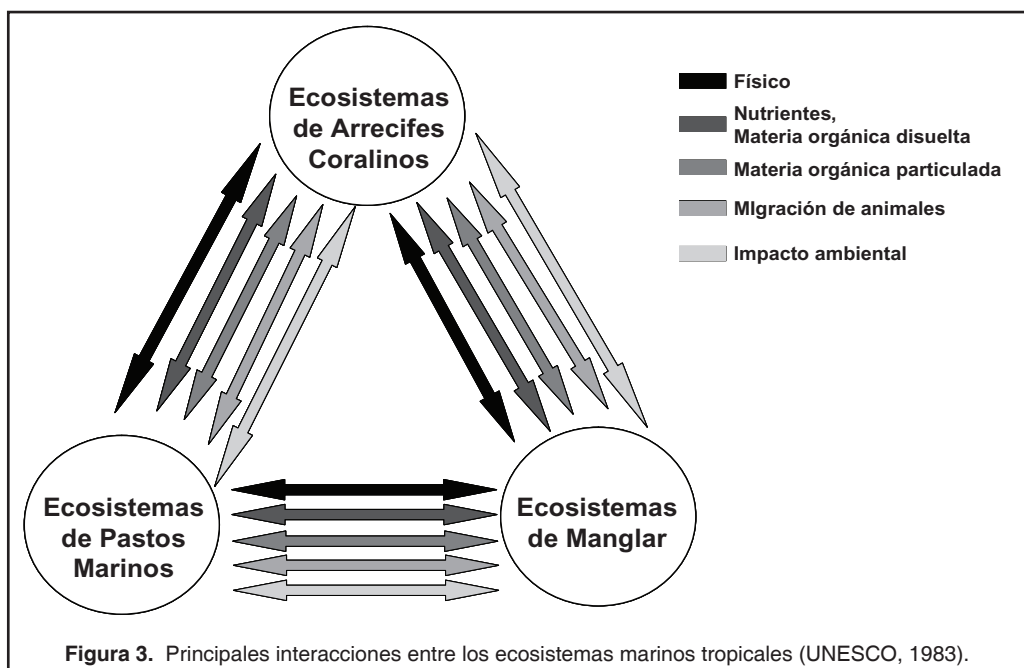 Ecosistemas
de Arrecifes
Coralinos
Físico
Nutrientes,
Materia orgánica disuelta
Materia orgánica particulada
MIgración de animales
Impacto ambiental
Ecosistemas
de Pastos
Marinos
Ecosistemas
de Manglar
Figura 3. Principales interacciones entre los ecosistemas marinos tropicales (UNESCO, 1983).